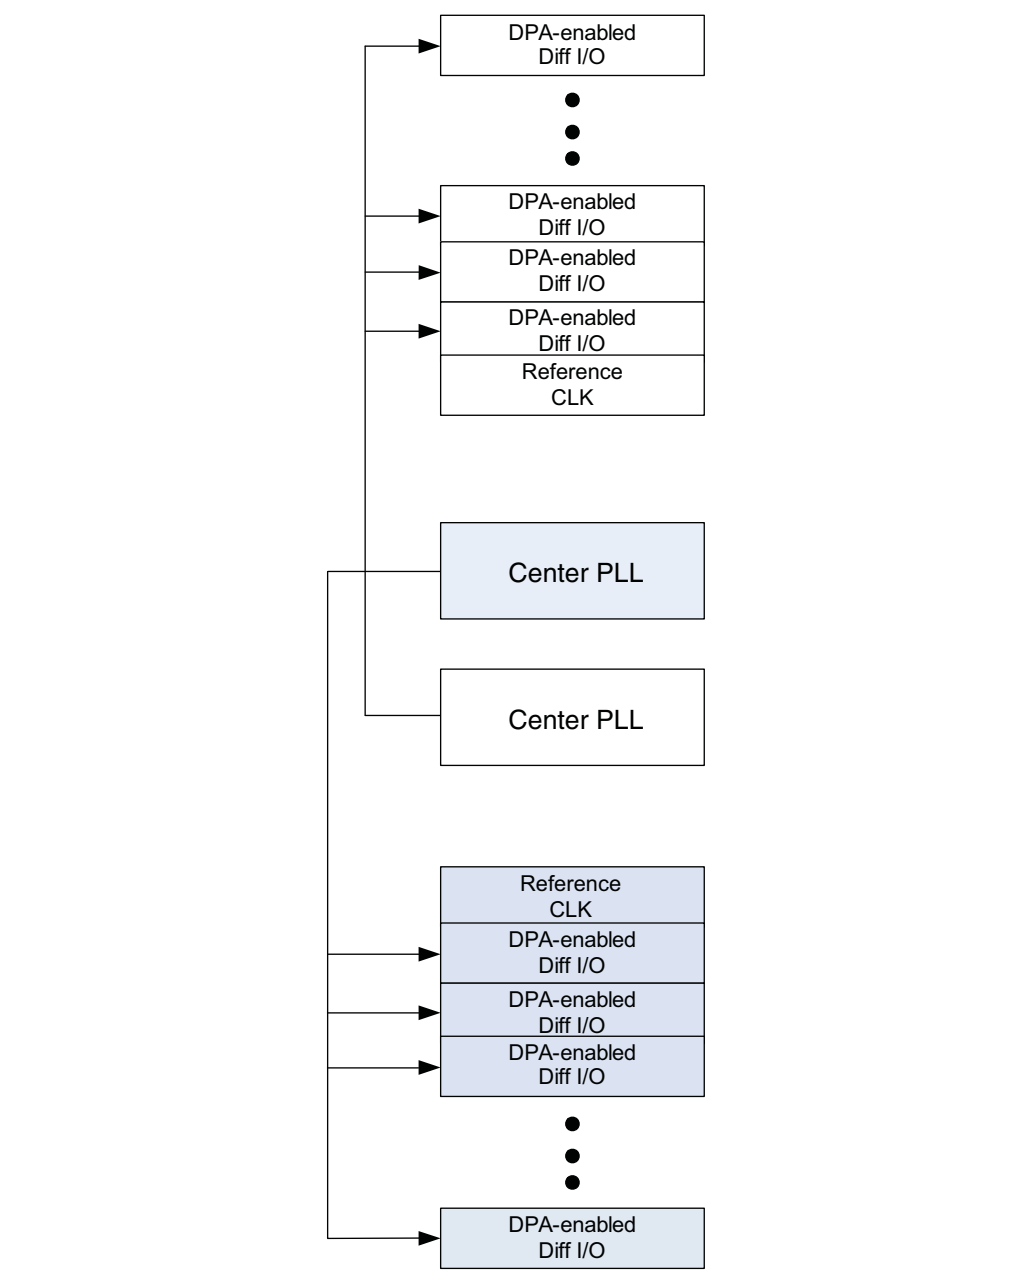 DPA-enabled
Diff I/O
DPA-enabled
Diff I/O
DPA-enabled
Diff I/O
DPA-enabled
Diff I/O
Reference
CLK
Center PLL
Center PLL
Reference
CLK
DPA-enabled
Diff I/O
DPA-enabled
Diff I/O
DPA-enabled
Diff I/O
DPA-enabled
Diff I/O